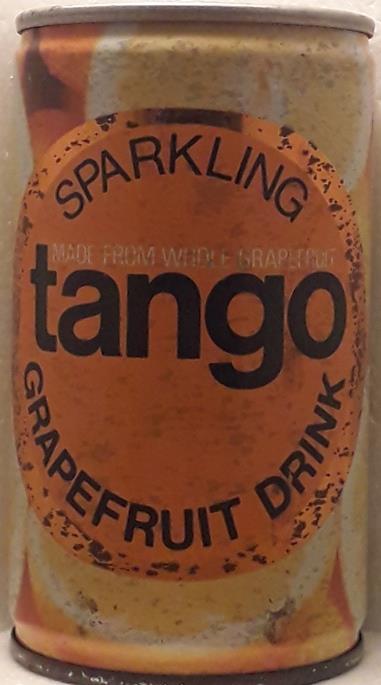 SPARKLING
MADE FROM WHOLE GRAPEFRUIT
tango
GRAPEFRUIT DRINK